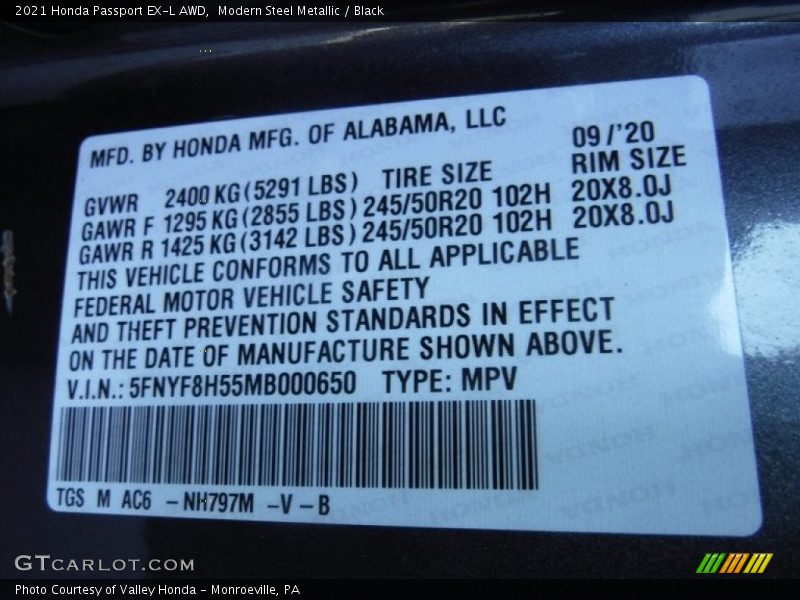 2021 Honda Passport EX-L AWD,  Modern Steel Metallic / Black
MFD. BY HONDA MFG. OF ALABAMA, LLC 09/'20
GVWR 2400 KG(5291 LBS) TIRE SIZE RIM SIZE
GAWR F 1295 KG(2855 LBS) 245/50R20 102H 20X8.0J
GAWR R 1425 KG(3142 LBS) 245/50R20 102H 20X8.0J
THIS VEHICLE CONFORMS TO ALL APPLICABLE
FEDERAL MOTOR VEHICLE SAFETY
AND THEFT PREVENTION STANDARDS IN EFFECT
ON THE DATE OF MANUFACTURE SHOWN ABOVE.
V.I.N.: 5FNYF8H55MB000650 TYPE: MPV
TGS M AC6 -NH797M -V-B
GTCARLOT.COM
Photo Courtesy of Valley Honda - Monroeville, PA